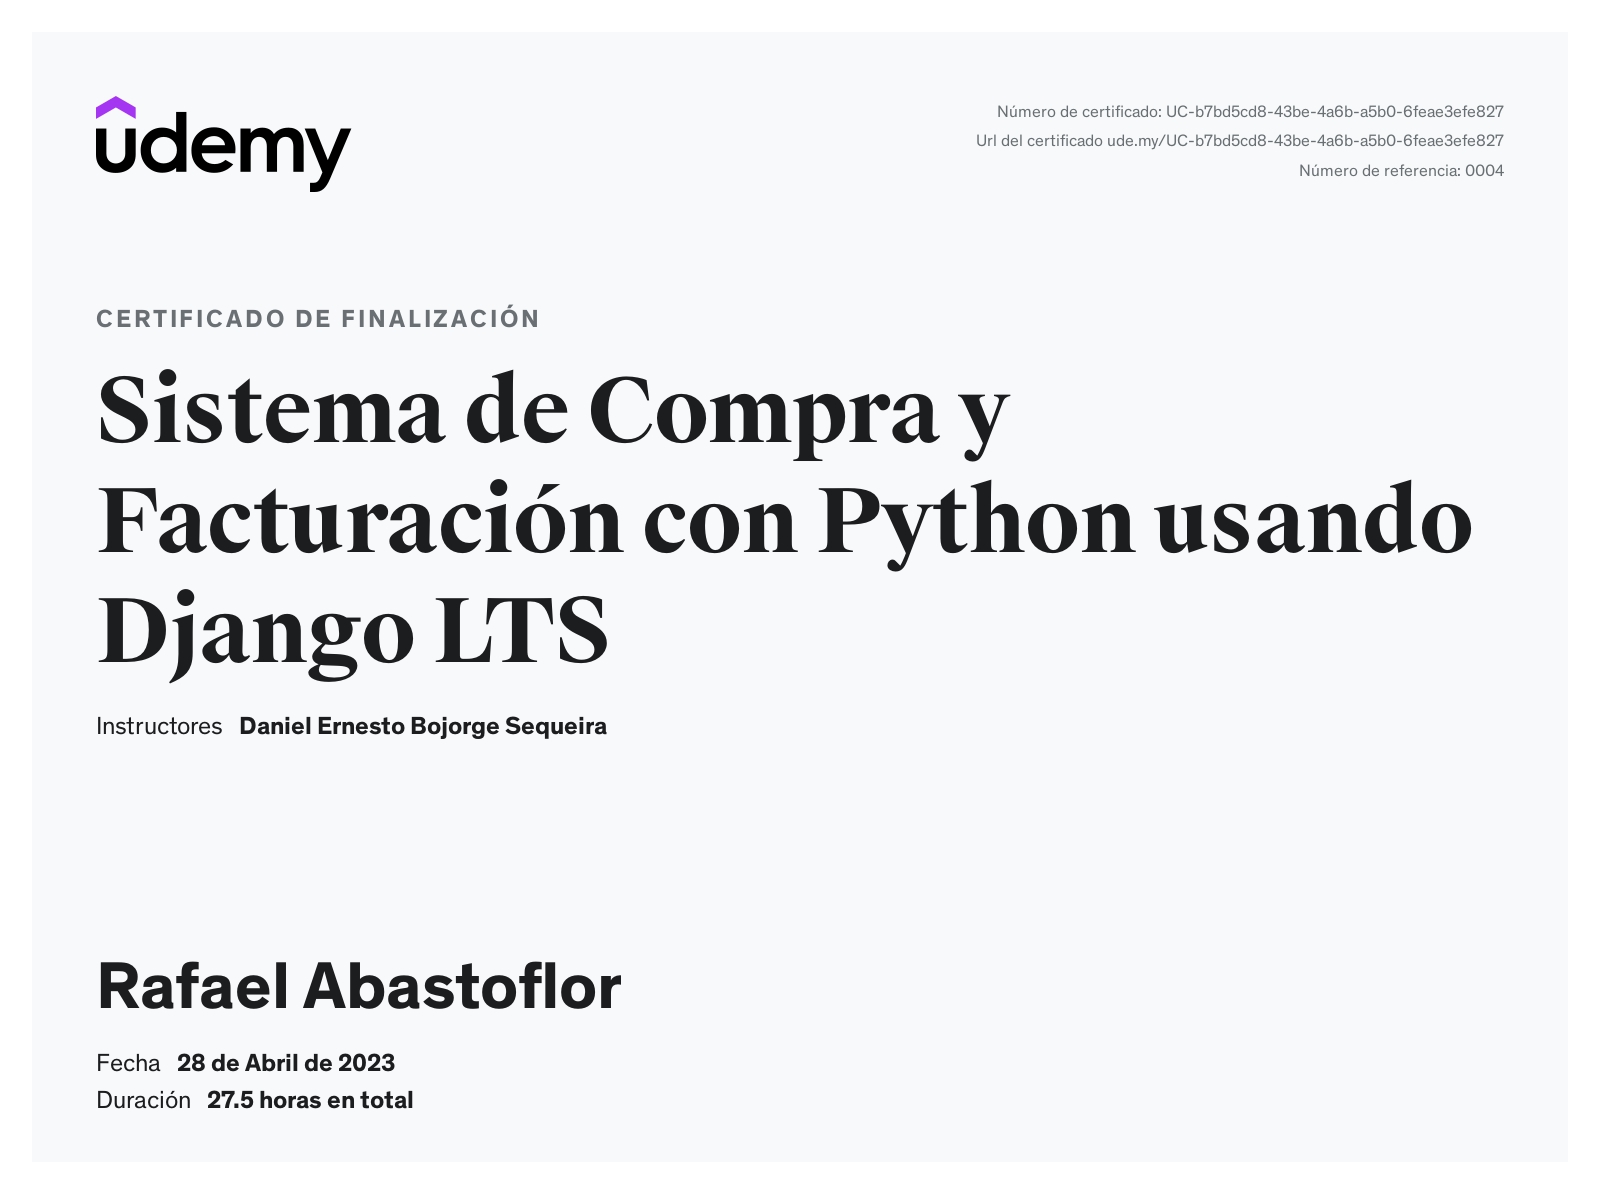 udemy
Número de certificado: UC-b7bd5cd8-43be-4a6b-a5b0-6feae3efe827
Url del certificado ude.my/UC-b7bd5cd8-43be-4a6b-a5b0-6feae3efe827
Número de referencia: 0004
CERTIFICADO DE FINALIZACIÓN
Sistema de Compra y
Facturación con Python usando
Django LTS
Instructores Daniel Ernesto Bojorge Sequeira
Rafael Abastoflor
Fecha 28 de Abril de 2023
Duración 27.5 horas en total